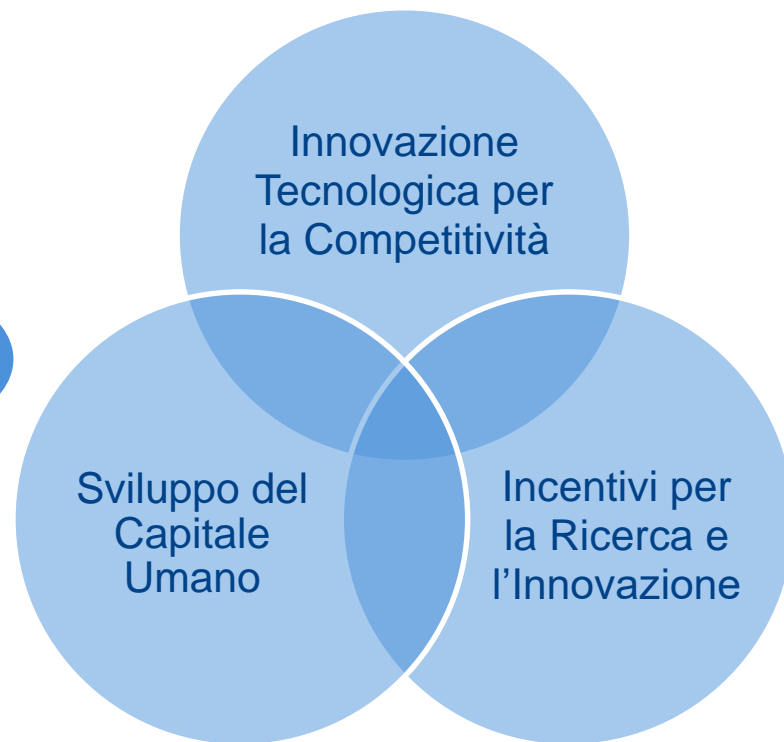 Innovazione
Tecnologica per
la Competitività
Sviluppo del
Capitale
Umano
Incentivi per
la Ricerca e
l’Innovazione